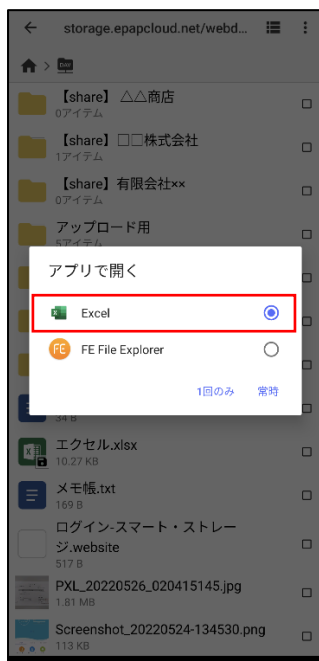 storage.epapcloud.net/webd...
DAV
【share】 △△商店
0アイテム
【share】□□株式会社
1アイテム
【share】有限会社××
0アイテム
アップロード用
5アイテム
アプリで開く
Excel
FE
FE File Explorer
1回のみ
常時
34 B
エクセル.xlsx
10.27 KB
メモ帳.txt
169 B
ログイン-スマート・ストレー
ジ.website
517 B
PXL_20220526_020415145.jpg
1.81 MB
Screenshot_20220524-134530.png
113 KB